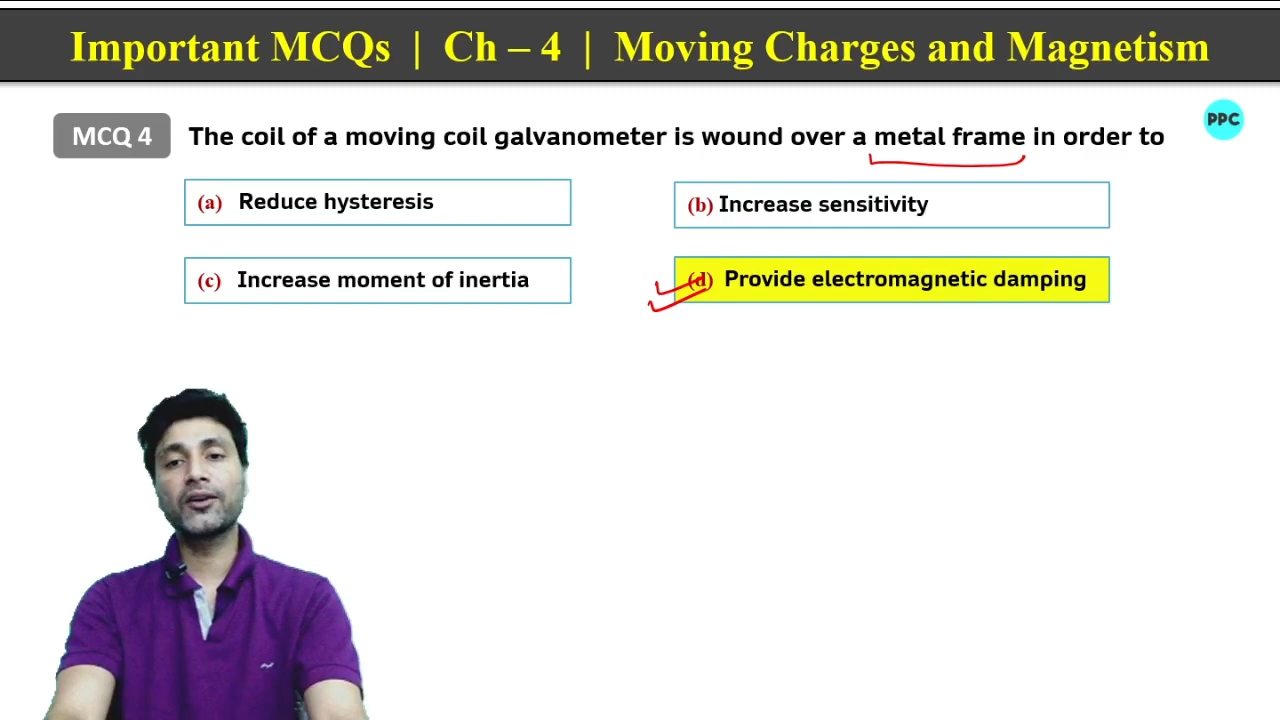 Important MCQs | Ch – 4 | Moving Charges and Magnetism
MCQ 4 The coil of a moving coil galvanometer is wound over a metal frame in order to
PPC
(a) Reduce hysteresis
(b) Increase sensitivity
(c) Increase moment of inertia
(d) Provide electromagnetic damping